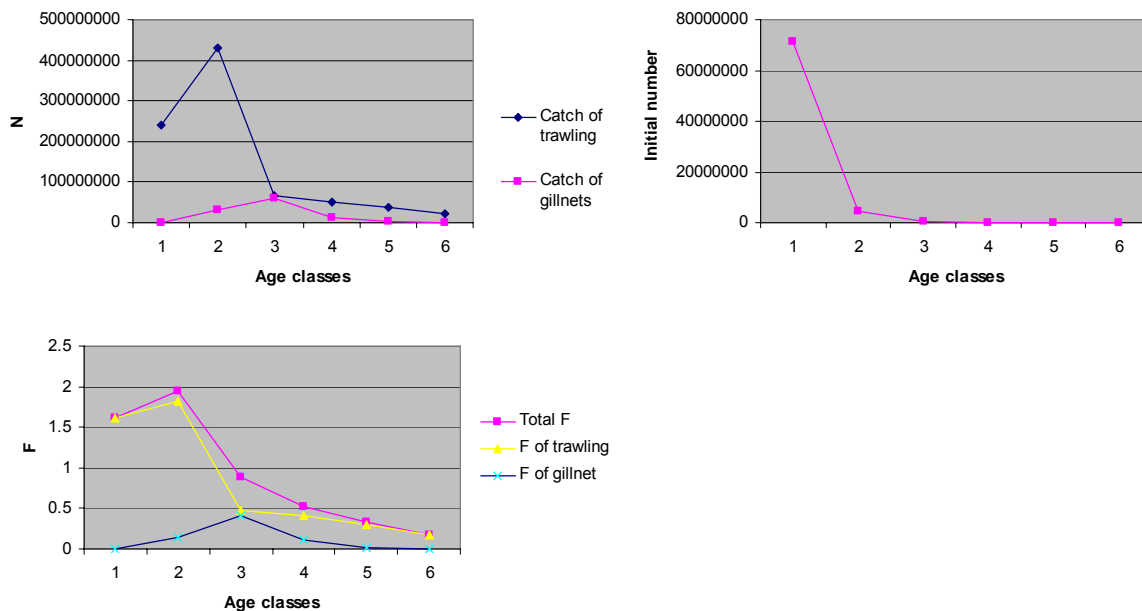 500000000
400000000
300000000
200000000
100000000
0
N
1 2 3 4 5 6
Age classes
Catch of
trawling
Catch of
gillnets
80000000
60000000
40000000
20000000
0
Initial number
1 2 3 4 5 6
Age classes
2.5
2
1.5
1
0.5
0
F
1 2 3 4 5 6
Age classes
Total F
F of trawling
F of gillnet